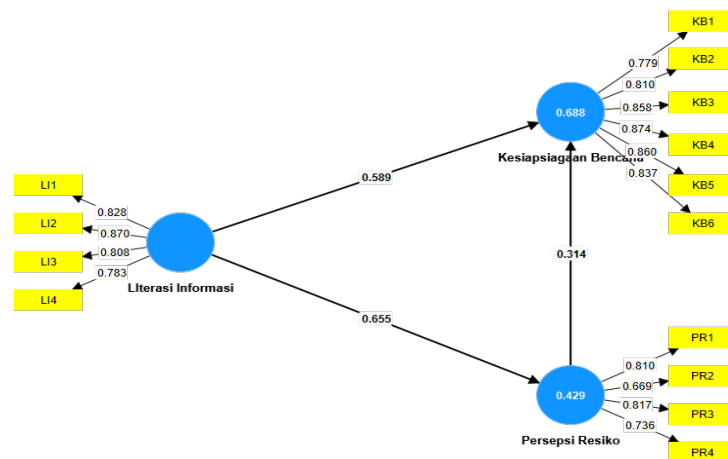 KB1
0.779
KB2
0.810
KB3
0.858
0.688
0.874
KB4
Kesiapsiagaan Bencana
0.860
KB5
0.837
KB6
0.589
LI1
0.828
LI2
0.870
LI3
0.808
LI4
0.783
LIterasi Informasi
0.314
0.655
PR1
0.810
PR2
0.669
0.429
0.817
PR3
0.736
Persepsi Resiko
PR4